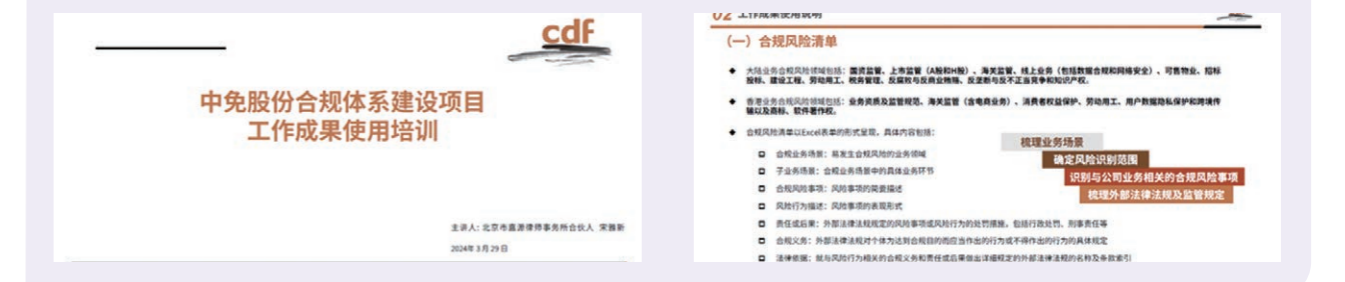 cdf
中免股份合规体系建设项目
工作成果使用培训
主讲人：北京市嘉源律师事务所合伙人 宋雅新
2024年3月29日
02 工作成果使用说明
（一）合规风险清单
◆ 大陆业务合规风险领域包括：国资监管、上市监管（A股和H股）、海关监管、线上业务（包括数据合规和网络安全）、可售物业、招标
投标、建设工程、劳动用工、税务管理、反腐败与反商业贿赂、反垄断与反不正当竞争和知识产权。
◆ 香港业务合规风险领域包括：业务资质及监管规范、海关监管（含电商业务）、消费者权益保护、劳动用工、用户数据隐私保护和跨境传
输以及商标、软件著作权。
◆ 合规风险清单以Excel表单的形式呈现，具体内容包括：
合规业务场景：易发生合规风险的业务领域
子业务场景：合规业务场景中的具体业务环节
合规风险事项：风险事项的简要描述
风险行为描述：风险事项的表现形式
责任或后果：外部法律法规规定的风险事项或风险行为的处罚措施，包括行政处罚、刑事责任等
合规义务：外部法律法规对个体为达到合规目的而应当作出的行为或不得作出的行为的具体规定
法律依据：就与风险行为相关的合规义务和责任或后果做出详细规定的外部法律法规的名称及条款索引
梳理业务场景
确定风险识别范围
识别与公司业务相关的合规风险事项
梳理外部法律法规及监管规定